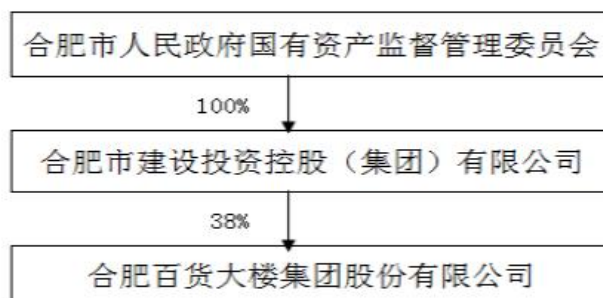 合肥市人民政府国有资产监督管理委员会
100%
合肥市建设投资控股（集团）有限公司
38%
合肥百货大楼集团股份有限公司